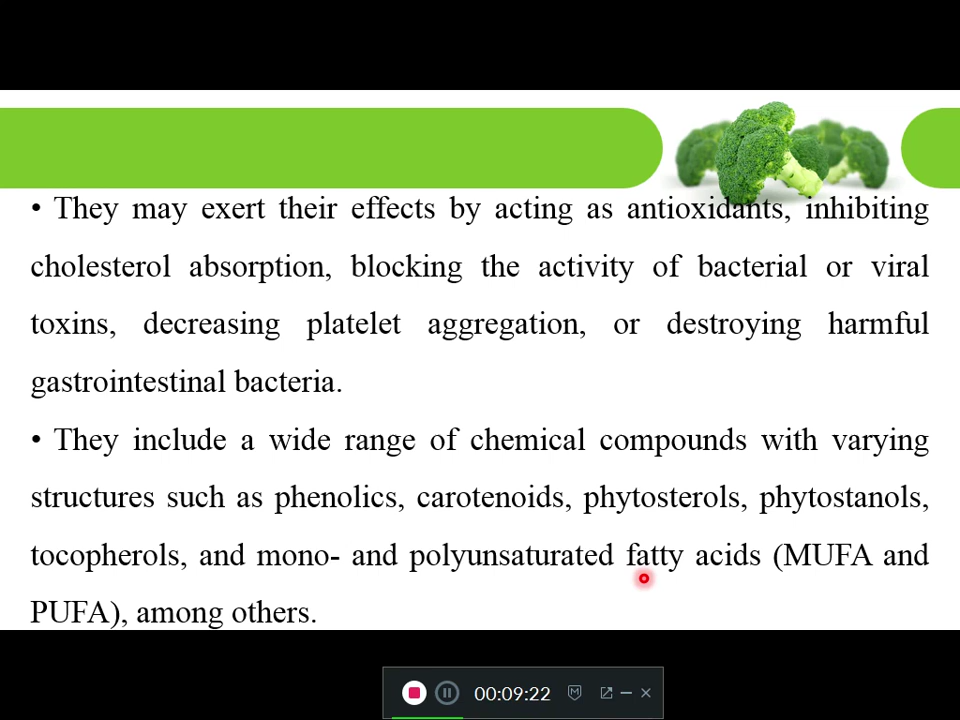 • They may exert their effects by acting as antioxidants, inhibiting
cholesterol absorption, blocking the activity of bacterial or viral
toxins, decreasing platelet aggregation, or destroying harmful
gastrointestinal bacteria.
• They include a wide range of chemical compounds with varying
structures such as phenolics, carotenoids, phytosterols, phytostanols,
tocopherols, and mono- and polyunsaturated fatty acids (MUFA and
PUFA), among others.
00:09:22